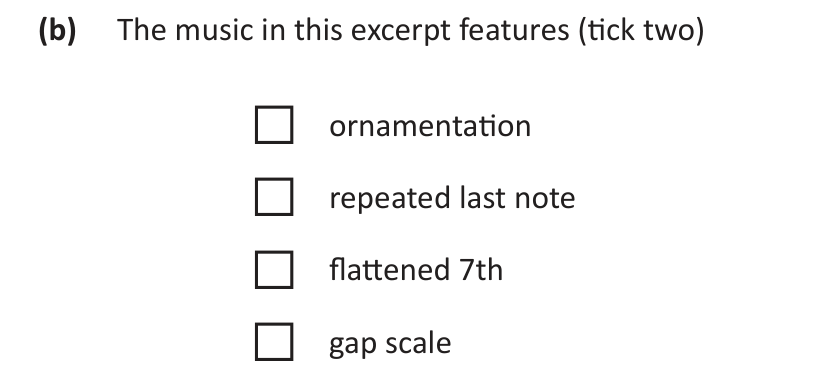 (b) The music in this excerpt features (tick two)
ornamentation
repeated last note
flattened 7th
gap scale